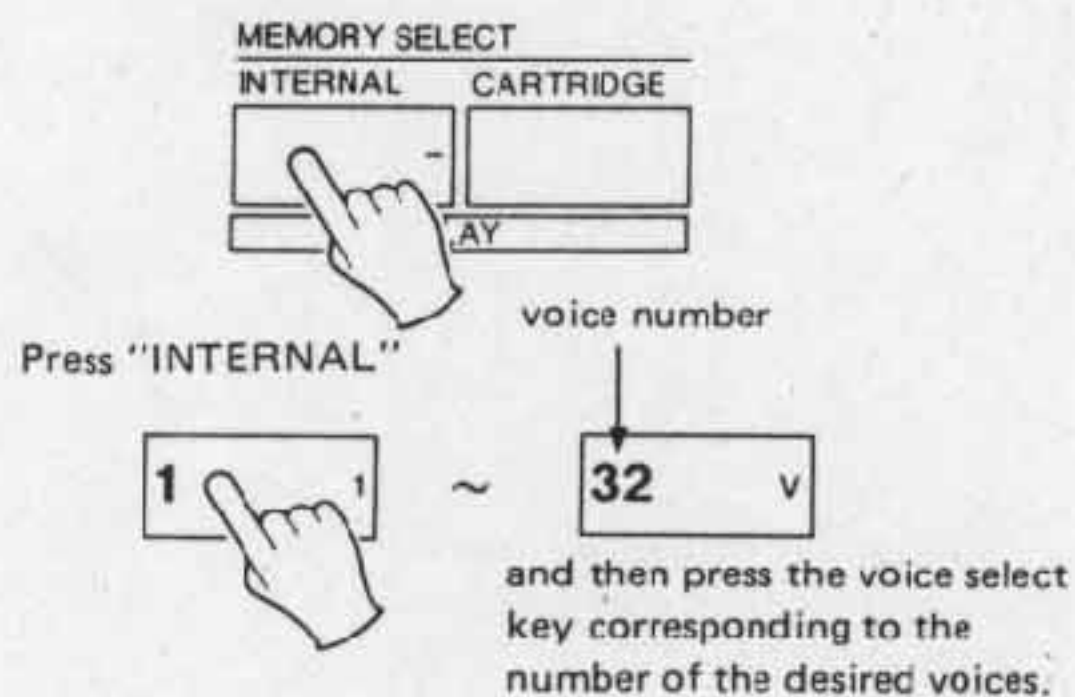 MEMORY SELECT
INTERNAL CARTRIDGE
-
AY
voice number
Press "INTERNAL"
1 1 ~ 32 v
and then press the voice select
key corresponding to the
number of the desired voices.